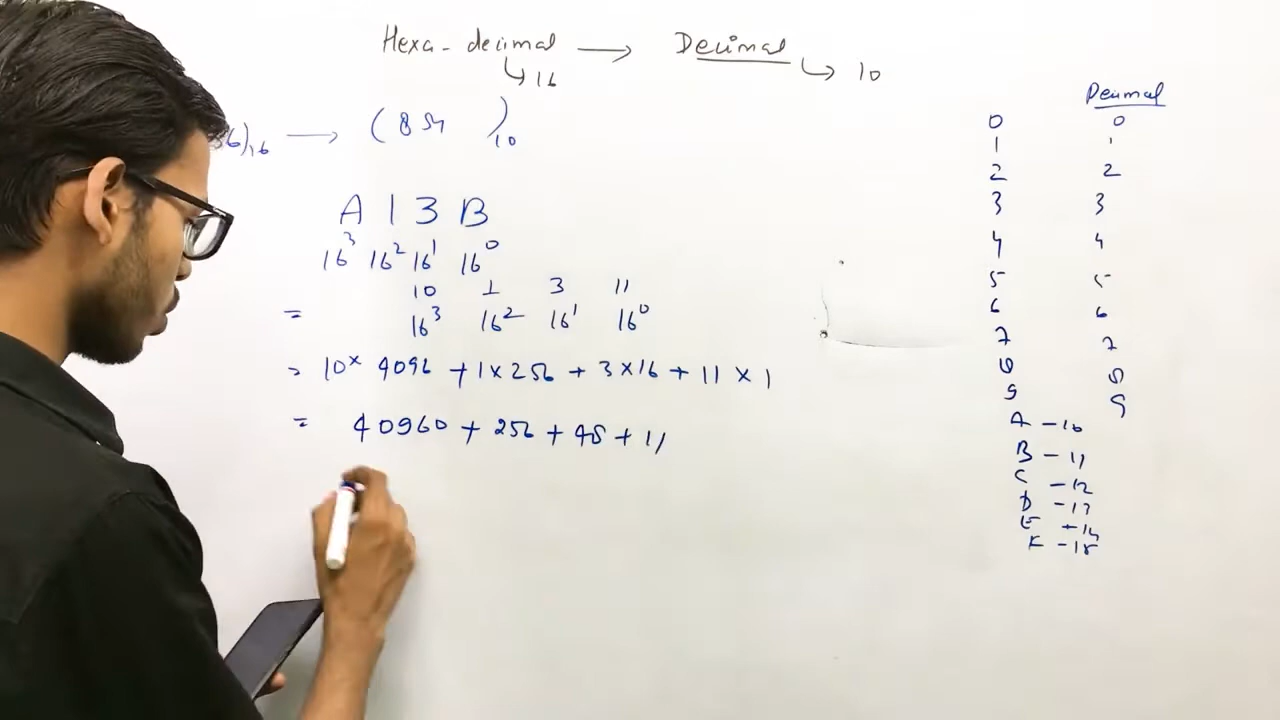 Hexa-decimal → Decimal
↳ 16 ↳ 10
36)₁₆ → (854 )₁₀
A 1 3 B
16³ 16² 16¹ 16⁰
10 1 3 11
= 16³ 16² 16¹ 16⁰
= 10 × 4096 + 1 × 256 + 3 × 16 + 11 × 1
= 40960 + 256 + 48 + 11
Decimal
0 0
1 1
2 2
3 3
4 4
5 5
6 6
7 7
8 8
9 9
A - 10
B - 11
C - 12
D - 13
E - 14
F - 15